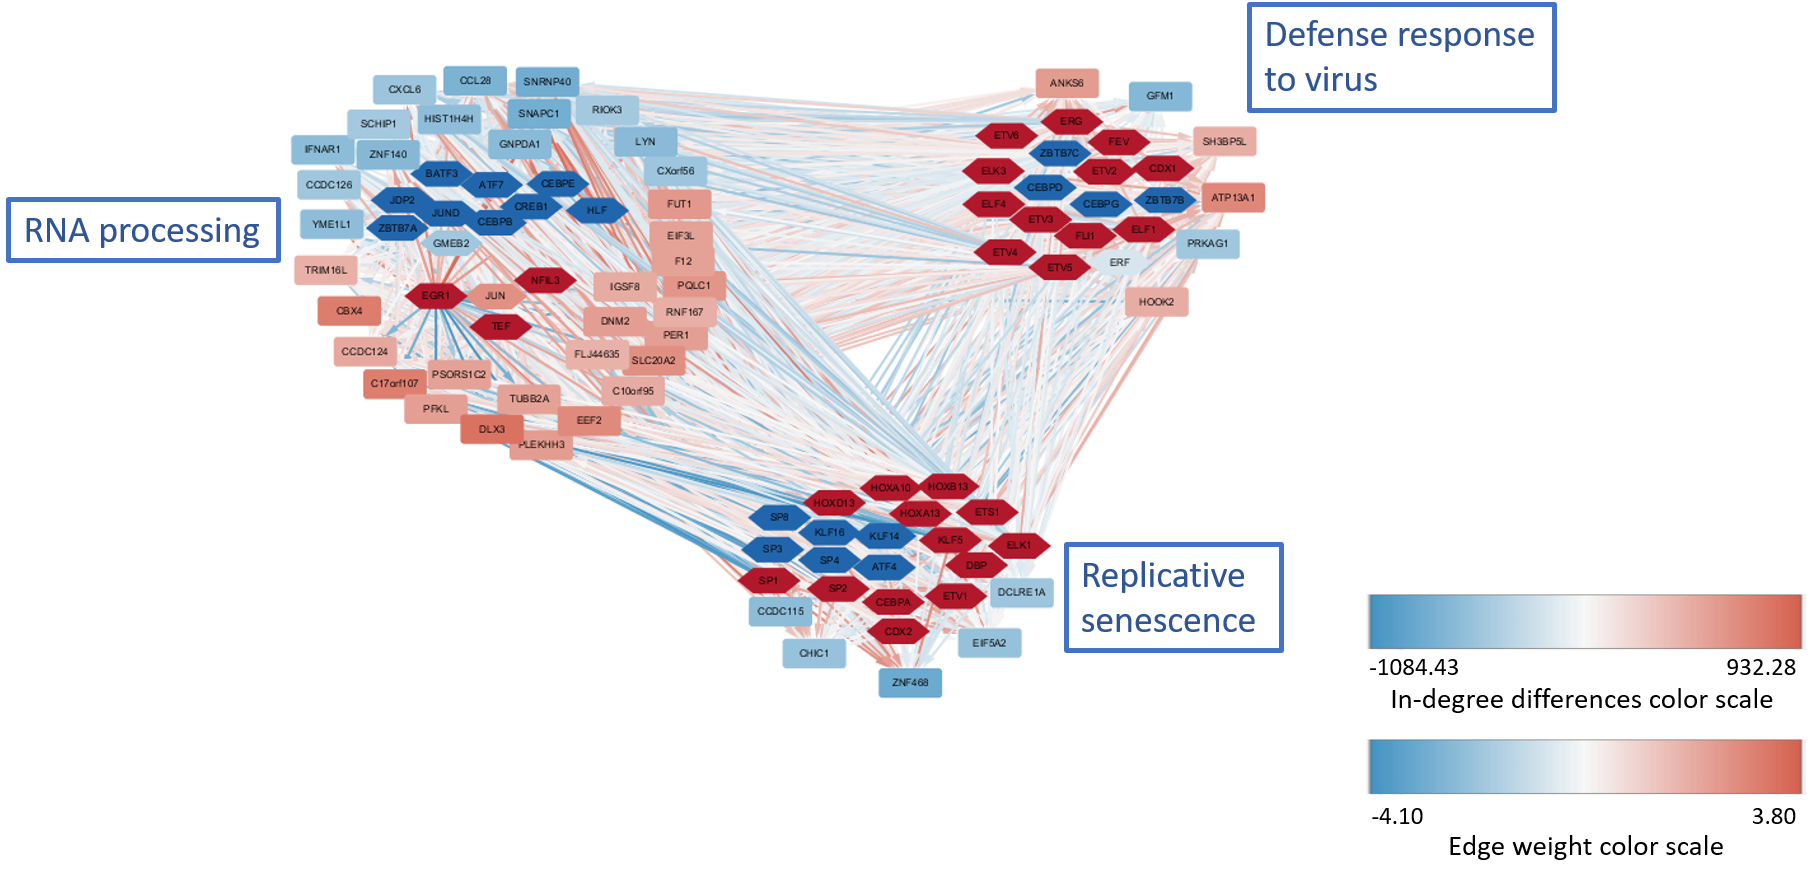 Defense response
to virus
RNA processing
Replicative
senescence
CXCL6
CCL28
SNRNP40
SCHIP1
HIST1H4H
SNAPC1
RIOK3
IFNAR1
ZNF140
GNPDA1
LYN
CCDC126
BATF3
ATF7
CEBPE
CXorf56
JDP2
JUND
CREB1
HLF
FUT1
YME1L1
ZBTB7A
CEBPB
GMEB2
EIF3L
F12
TRIM16L
EGR1
JUN
NFIL3
IGSF8
PQLC1
CBX4
TEF
DNM2
RNF167
PER1
CCDC124
FLJ44635
SLC20A2
C17orf107
PSORS1C2
C10orf95
PFKL
TUBB2A
DLX3
EEF2
PLEKHH3
ANKS6
GFM1
ERG
ETV6
FEV
SH3BP5L
ZBTB7C
ELK3
ETV2
CDX1
CEBPD
ELF4
CEBPG
ZBTB7B
ATP13A1
ETV3
FLI1
ELF1
PRKAG1
ETV4
ETV5
ERF
HOOK2
HOXA10
HOXB13
HOXD13
HOXA13
ETS1
SP8
KLF16
KLF14
KLF5
ELK1
SP3
SP4
ATF4
DBP
SP1
SP2
CEBPA
ETV1
DCLRE1A
CCDC115
CDX2
EIF5A2
CHIC1
ZNF468
-1084.43
932.28
In-degree differences color scale
-4.10
3.80
Edge weight color scale